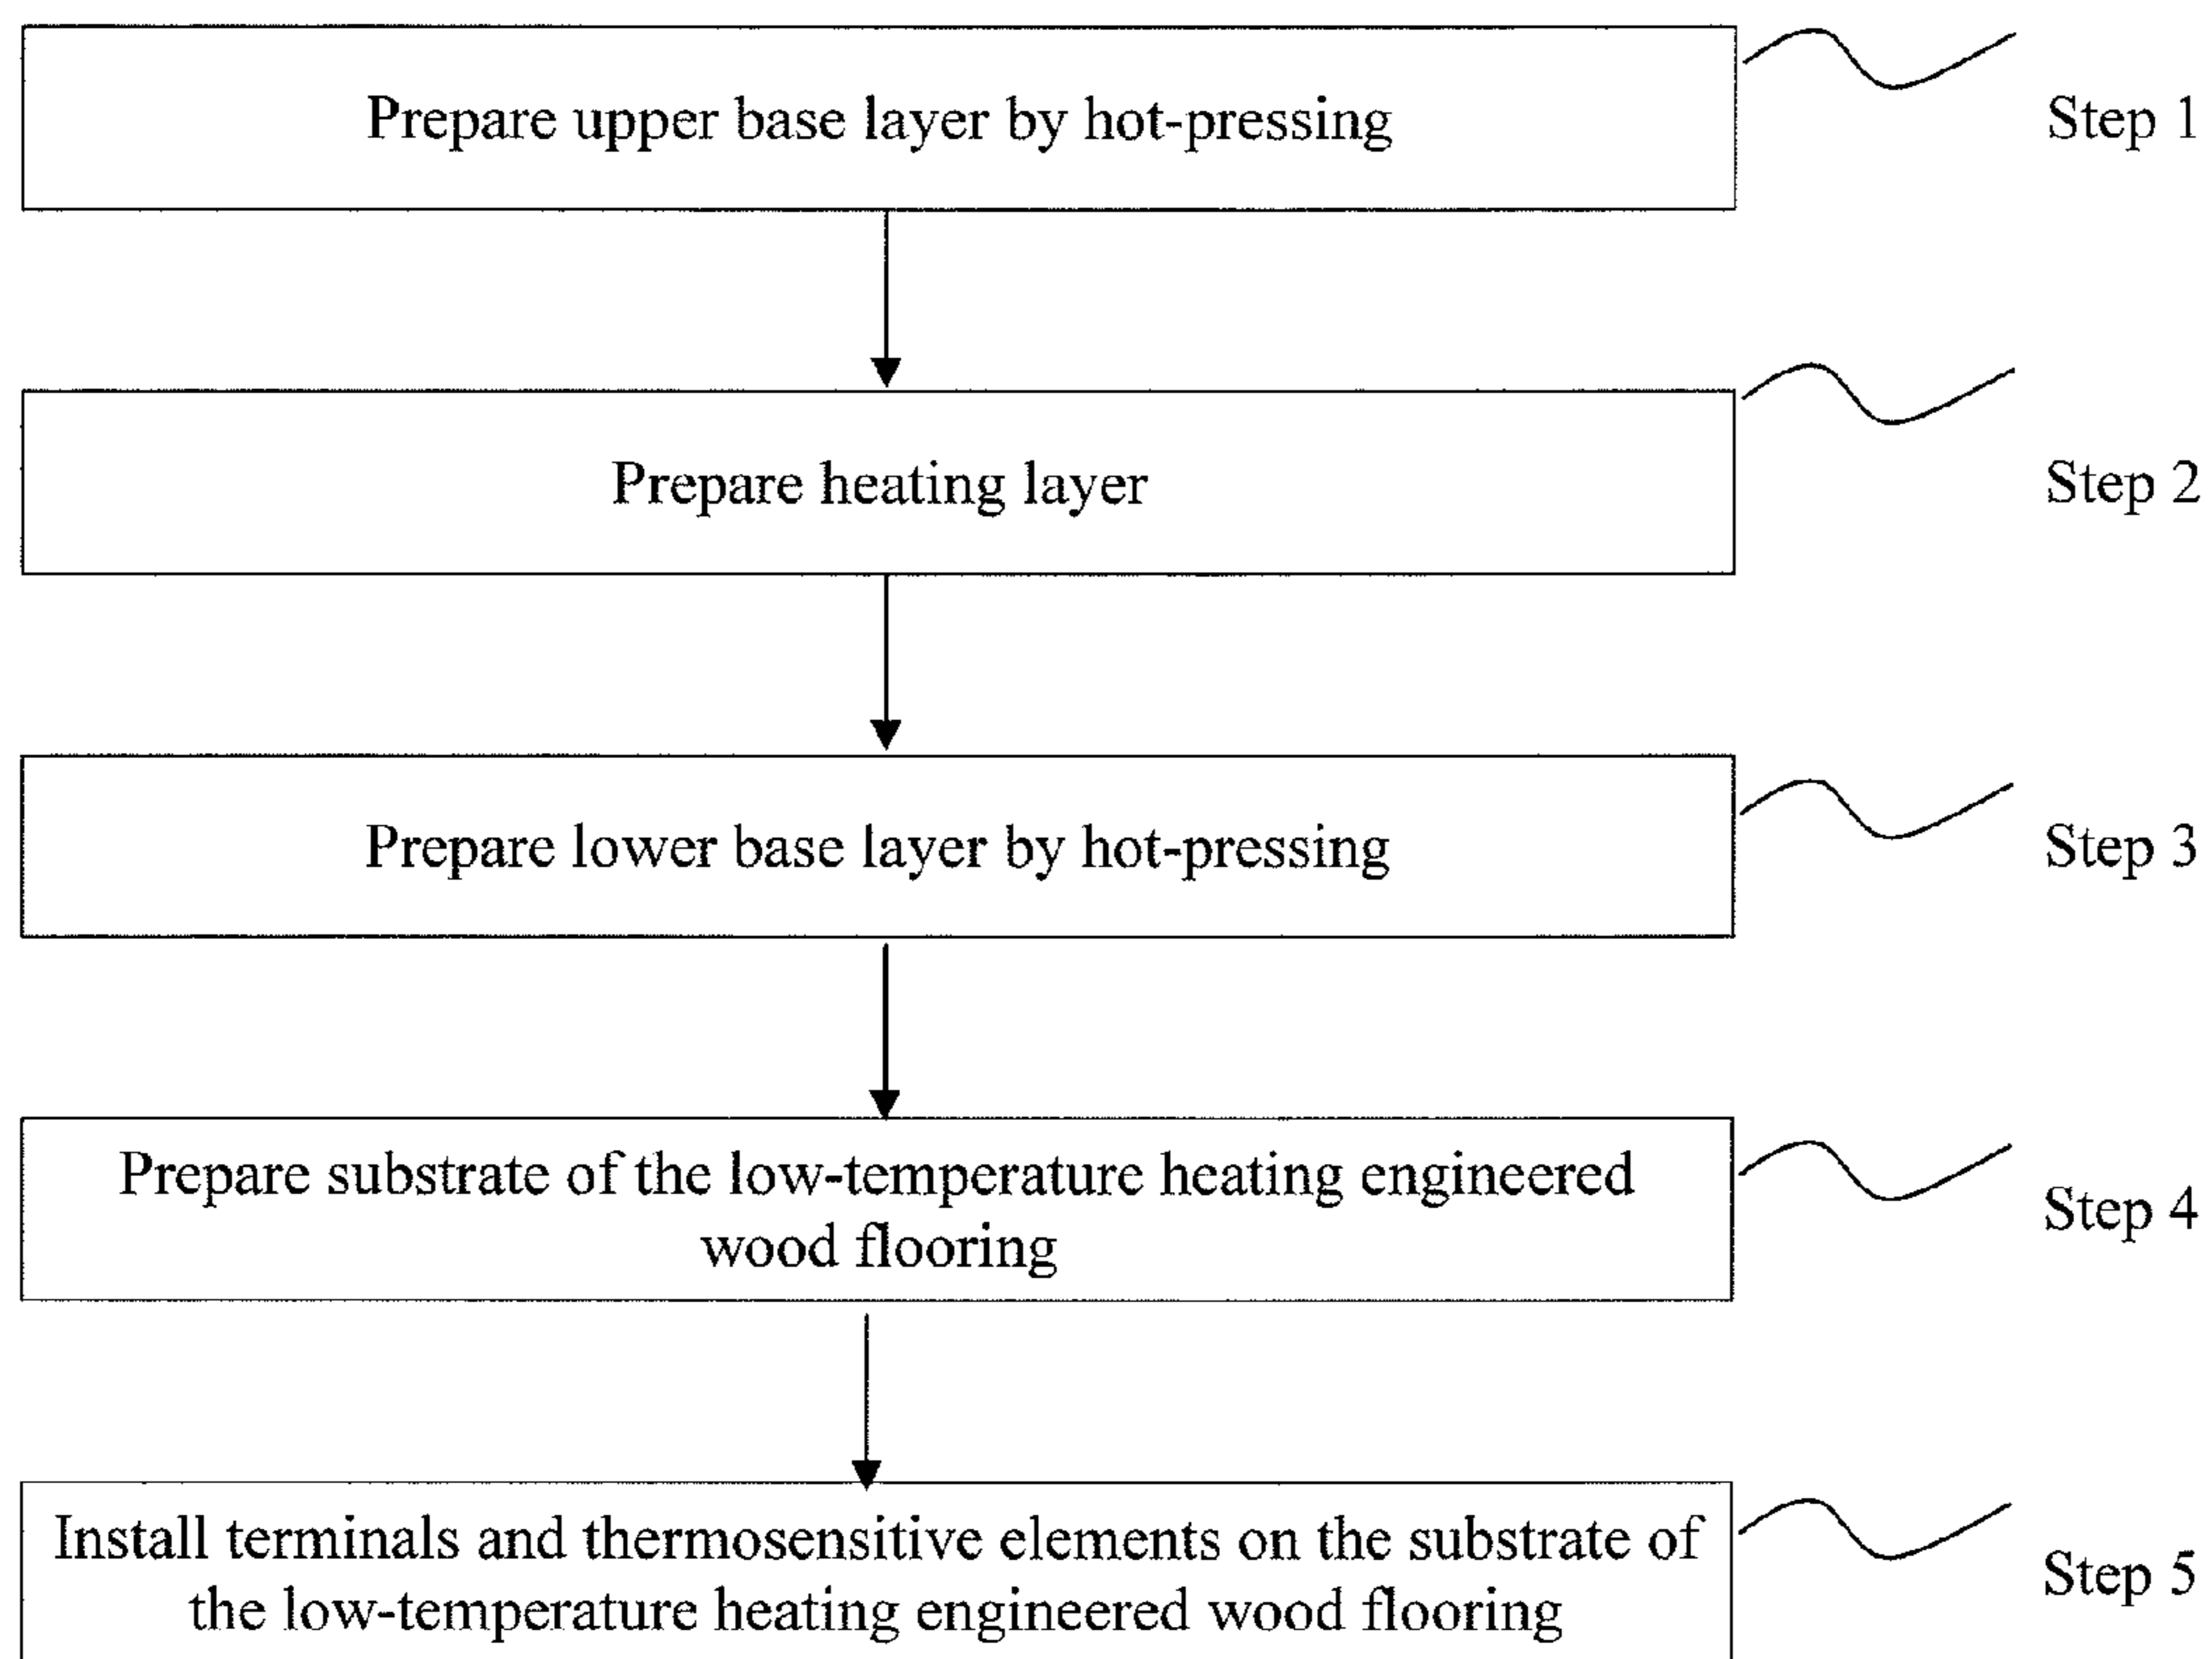 Prepare upper base layer by hot-pressing
Step 1
Prepare heating layer
Step 2
Prepare lower base layer by hot-pressing
Step 3
Prepare substrate of the low-temperature heating engineered
wood flooring
Step 4
Install terminals and thermosensitive elements on the substrate of
the low-temperature heating engineered wood flooring
Step 5